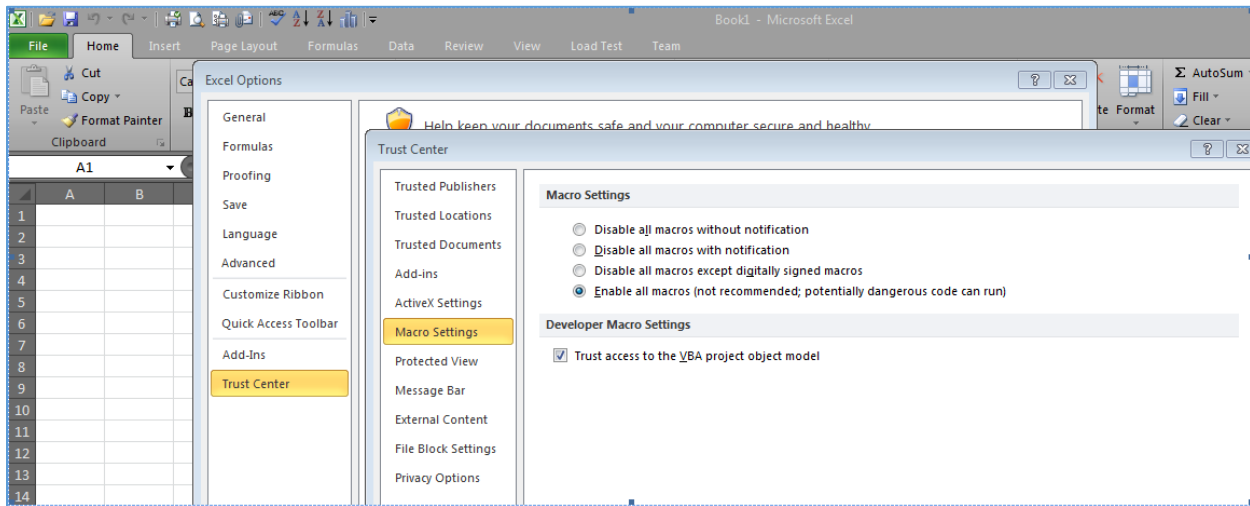 Book1 - Microsoft Excel
File Home Insert Page Layout Formulas Data Review View Load Test Team
Cut
Copy
Paste
Format Painter
Clipboard
Ca
B
Format
Σ AutoSum
Fill
Clear
A1
A B
1
2
3
4
5
6
7
8
9
10
11
12
13
14
Excel Options
General
Formulas
Proofing
Save
Language
Advanced
Customize Ribbon
Quick Access Toolbar
Add-Ins
Trust Center
Help keep your documents safe and your computer secure and healthy
Trust Center
Trusted Publishers
Trusted Locations
Trusted Documents
Add-ins
ActiveX Settings
Macro Settings
Protected View
Message Bar
External Content
File Block Settings
Privacy Options
Macro Settings
Disable all macros without notification
Disable all macros with notification
Disable all macros except digitally signed macros
Enable all macros (not recommended; potentially dangerous code can run)
Developer Macro Settings
Trust access to the VBA project object model